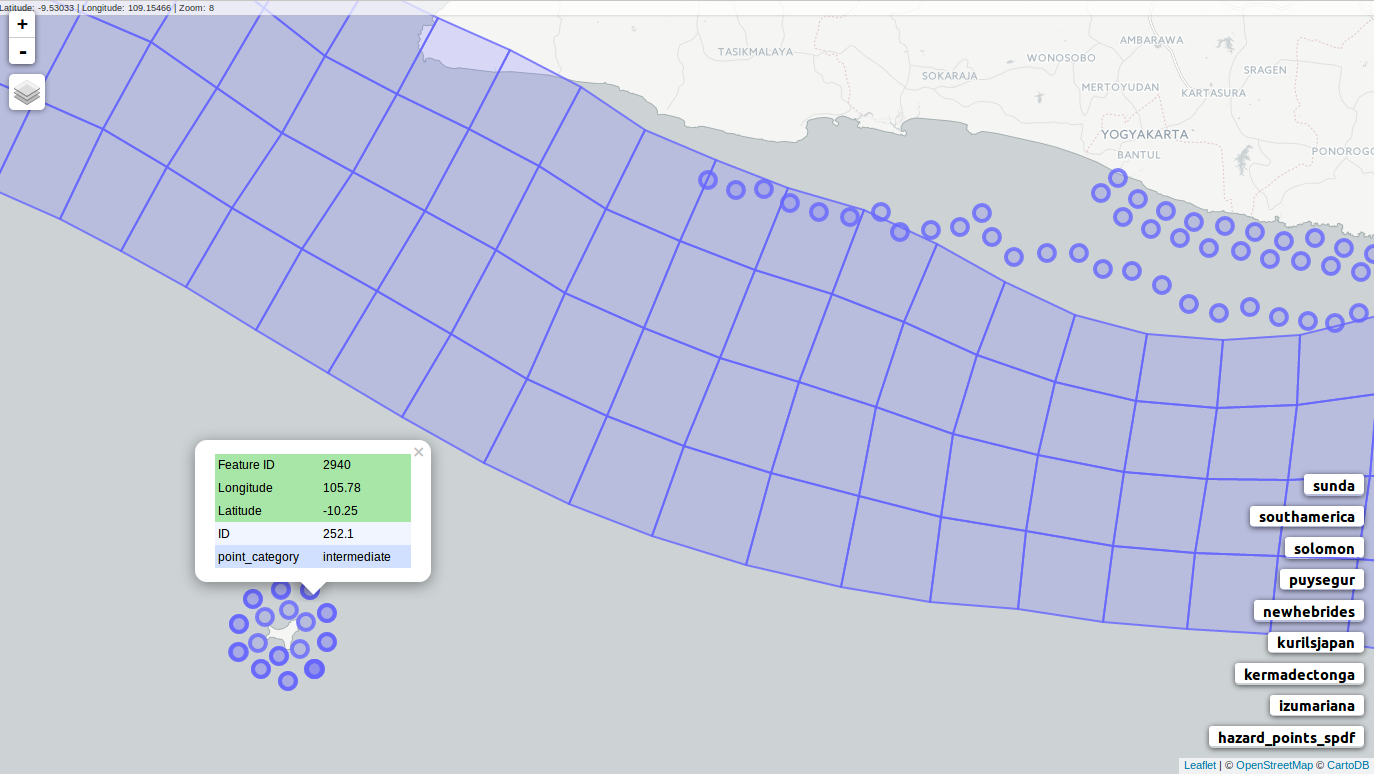 Latitude: -9.53033 | Longitude: 109.15466 | Zoom: 8
+
-
TASIKMALAYA
SOKARAJA
WONOSOBO
AMBARAWA
MERTOYUDAN
KARTASURA
SRAGEN
YOGYAKARTA
BANTUL
PONOROGO
×
Feature ID 2940
Longitude 105.78
Latitude -10.25
ID 252.1
point_category intermediate
sunda
southamerica
solomon
puysegur
newhebrides
kurilsjapan
kermadectonga
izumariana
hazard_points_spdf
Leaflet | © OpenStreetMap © CartoDB